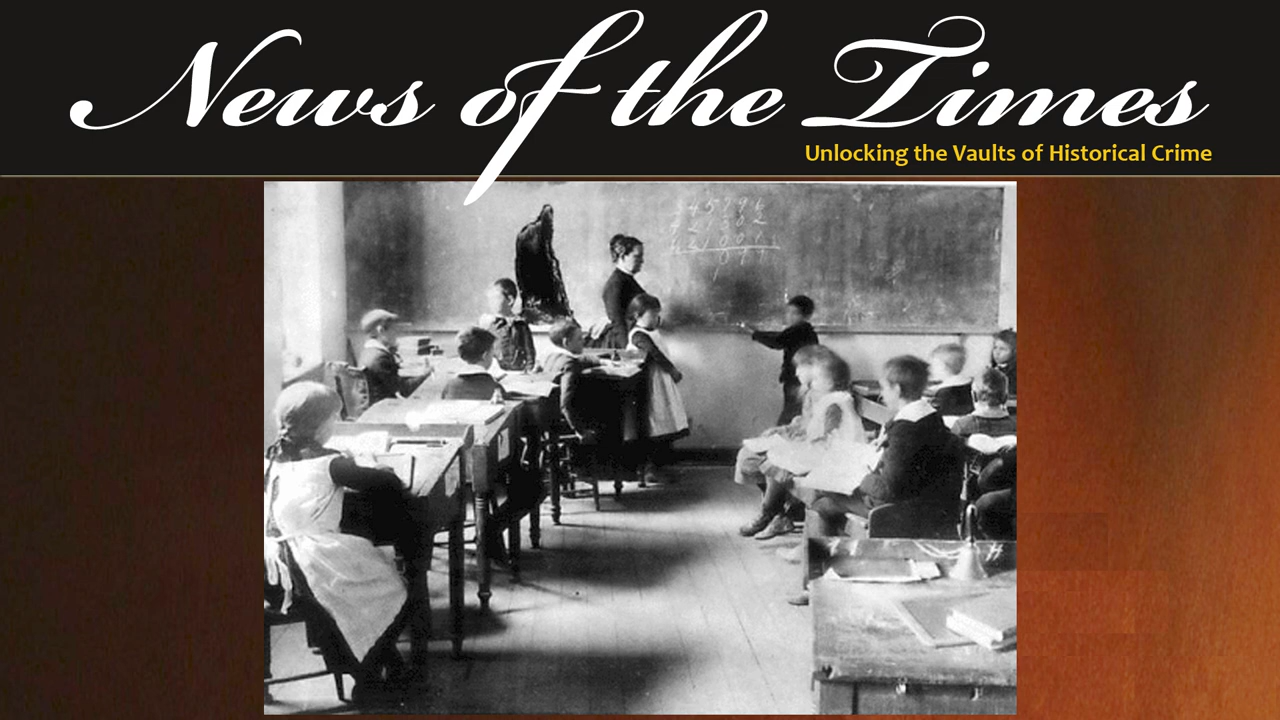 News of the Times
Unlocking the Vaults of Historical Crime